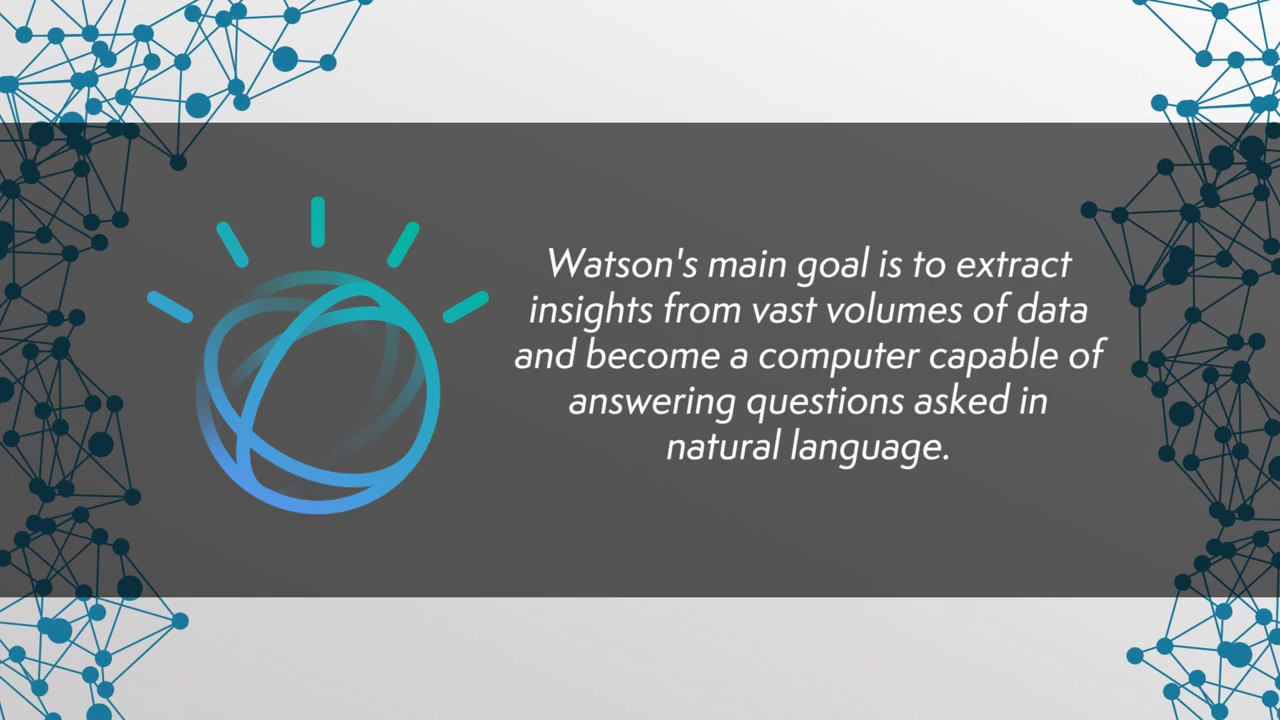 Watson's main goal is to extract
insights from vast volumes of data
and become a computer capable of
answering questions asked in
natural language.